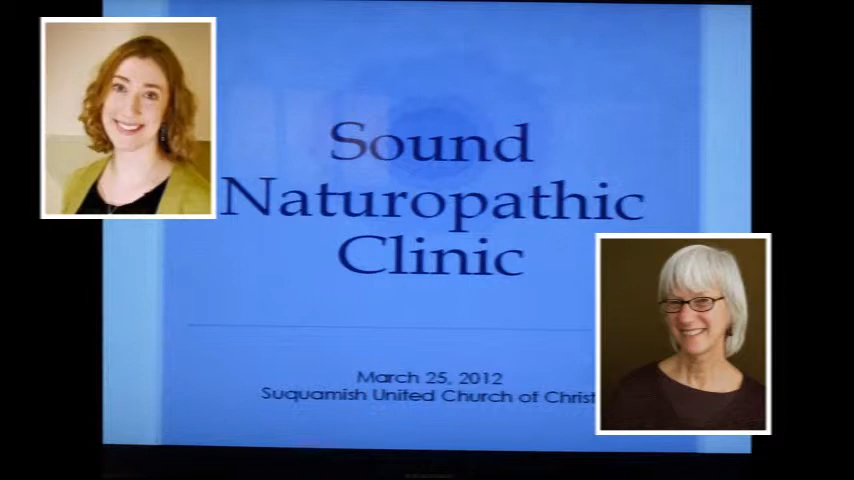 Sound
Naturopathic
Clinic
March 25, 2012
Suquamish United Church of Christ